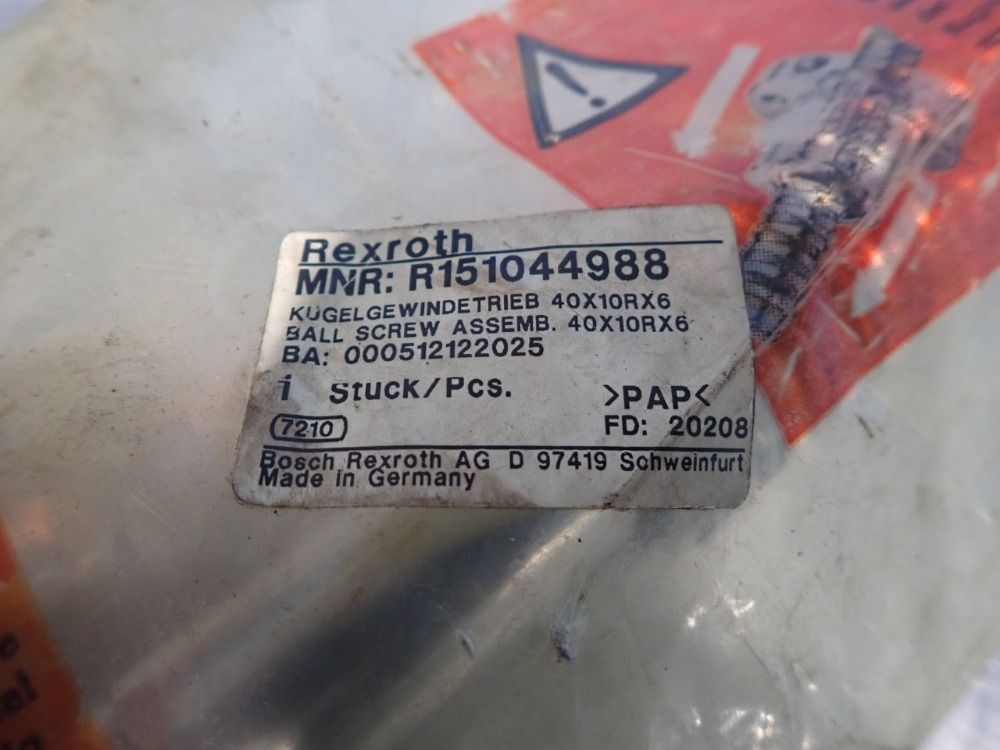 Rexroth
MNR: R151044988
KUGELGEWINDETRIEB 40X10RX6
BALL SCREW ASSEMB. 40X10RX6
BA: 000512122025
1 Stuck/Pcs. >PAP<
7210 FD: 20208
Bosch Rexroth AG D 97419 Schweinfurt
Made in Germany